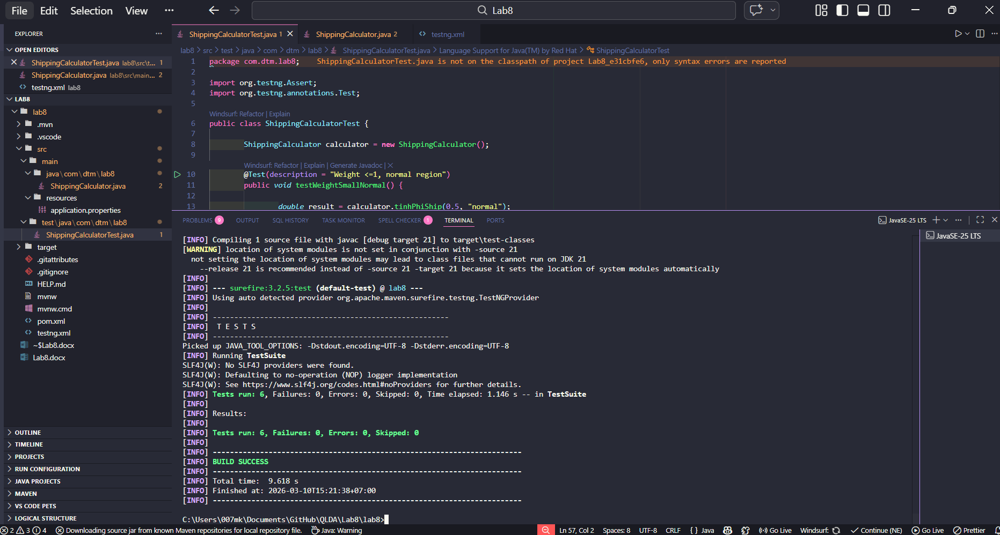 File Edit Selection View ··· Lab8
EXPLORER ···
OPEN EDITORS
ShippingCalculatorTest.java lab8\src\t... 1
ShippingCalculator.java lab8\src\main... 2
testng.xml lab8
LAB8
lab8
.mvn
.vscode
src
main
java\com\dtm\lab8
ShippingCalculator.java 2
resources
application.properties
test\java\com\dtm\lab8
ShippingCalculatorTest.java 1
target
.gitattributes
.gitignore
HELP.md
mvnw
mvnw.cmd
pom.xml
testng.xml
~$Lab8.docx
Lab8.docx
OUTLINE
TIMELINE
PROJECTS
RUN CONFIGURATION
JAVA PROJECTS
MAVEN
VS CODE PETS
LOGICAL STRUCTURE
ShippingCalculatorTest.java 1 ShippingCalculator.java 2 testng.xml
lab8 > src > test > java > com > dtm > lab8 > ShippingCalculatorTest.java > Language Support for Java(TM) by Red Hat > ShippingCalculatorTest
1 package com.dtm.lab8; ShippingCalculatorTest.java is not on the classpath of project Lab8_e31cbfe6, only syntax errors are reported
2
3 import org.testng.Assert;
4 import org.testng.annotations.Test;
5
Windsurf: Refactor | Explain
6 public class ShippingCalculatorTest {
7
8 ShippingCalculator calculator = new ShippingCalculator();
9
Windsurf: Refactor | Explain | Generate Javadoc | ✕
10 @Test(description = "Weight <=1, normal region")
11 public void testWeightSmallNormal() {
12
13 double result = calculator.tinhPhiShip(0.5, "normal");
PROBLEMS 9 OUTPUT SQL HISTORY TASK MONITOR SPELL CHECKER 1 TERMINAL PORTS
JavaSE-25 LTS
JavaSE-25 LTS
[INFO] Compiling 1 source file with javac [debug target 21] to target\test-classes
[WARNING] location of system modules is not set in conjunction with -source 21
not setting the location of system modules may lead to class files that cannot run on JDK 21
--release 21 is recommended instead of -source 21 -target 21 because it sets the location of system modules automatically
[INFO]
[INFO] --- surefire:3.2.5:test (default-test) @ lab8 ---
[INFO] Using auto detected provider org.apache.maven.surefire.testng.TestNGProvider
[INFO]
[INFO] -------------------------------------------------------
[INFO] T E S T S
[INFO] -------------------------------------------------------
Picked up JAVA_TOOL_OPTIONS: -Dstdout.encoding=UTF-8 -Dstderr.encoding=UTF-8
[INFO] Running TestSuite
SLF4J(W): No SLF4J providers were found.
SLF4J(W): Defaulting to no-operation (NOP) logger implementation
SLF4J(W): See https://www.slf4j.org/codes.html#noProviders for further details.
[INFO] Tests run: 6, Failures: 0, Errors: 0, Skipped: 0, Time elapsed: 1.146 s -- in TestSuite
[INFO]
[INFO] Results:
[INFO]
[INFO] Tests run: 6, Failures: 0, Errors: 0, Skipped: 0
[INFO]
[INFO] ------------------------------------------------------------------------
[INFO] BUILD SUCCESS
[INFO] ------------------------------------------------------------------------
[INFO] Total time: 9.618 s
[INFO] Finished at: 2026-03-10T15:21:38+07:00
[INFO] ------------------------------------------------------------------------
C:\Users\007mk\Documents\GitHub\QLDA\Lab8\lab8>
2 3 4 Downloading source jar from known Maven repositories for local repository file. Java: Warning Ln 57, Col 2 Spaces: 8 UTF-8 CRLF { } Java Go Live Windsurf: Continue (NE) Go Live Prettier